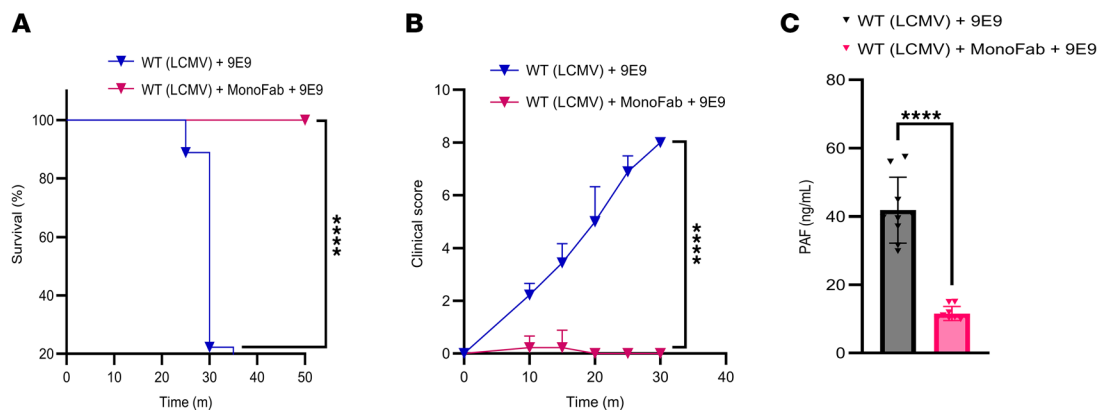 A
WT (LCMV) + 9E9
WT (LCMV) + MonoFab + 9E9
Survival (%)
100
80
60
40
20
0
10
20
30
40
50
Time (m)
****
B
WT (LCMV) + 9E9
WT (LCMV) + MonoFab + 9E9
Clinical score
10
8
6
4
2
0
0
10
20
30
40
Time (m)
****
C
WT (LCMV) + 9E9
WT (LCMV) + MonoFab + 9E9
PAF (ng/mL)
80
60
40
20
0
****